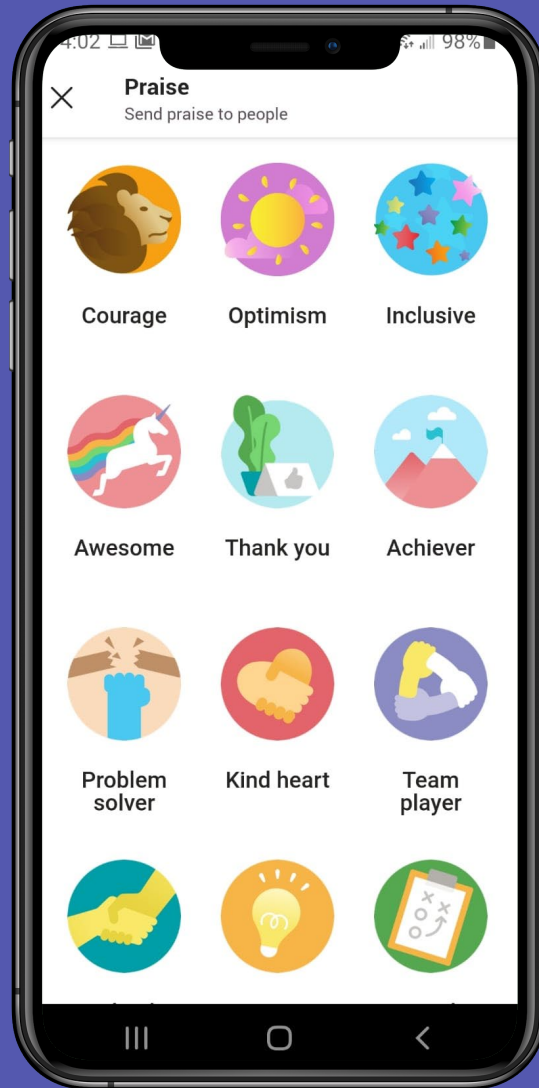 4:02 98%
Praise
Send praise to people
Courage Optimism Inclusive
Awesome Thank you Achiever
Problem solver Kind heart Team player